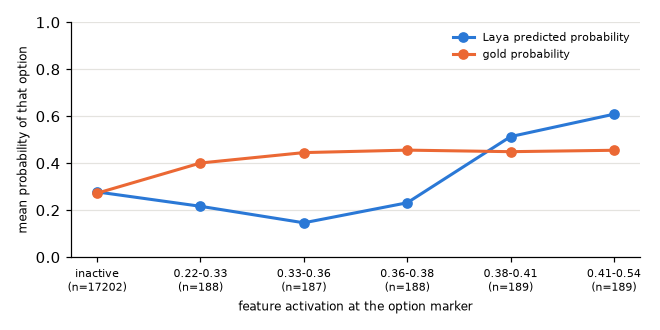 1.0
0.8
0.6
0.4
0.2
0.0
mean probability of that option
Laya predicted probability
gold probability
inactive
(n=17202)
0.22-0.33
(n=188)
0.33-0.36
(n=187)
0.36-0.38
(n=188)
0.38-0.41
(n=189)
0.41-0.54
(n=189)
feature activation at the option marker